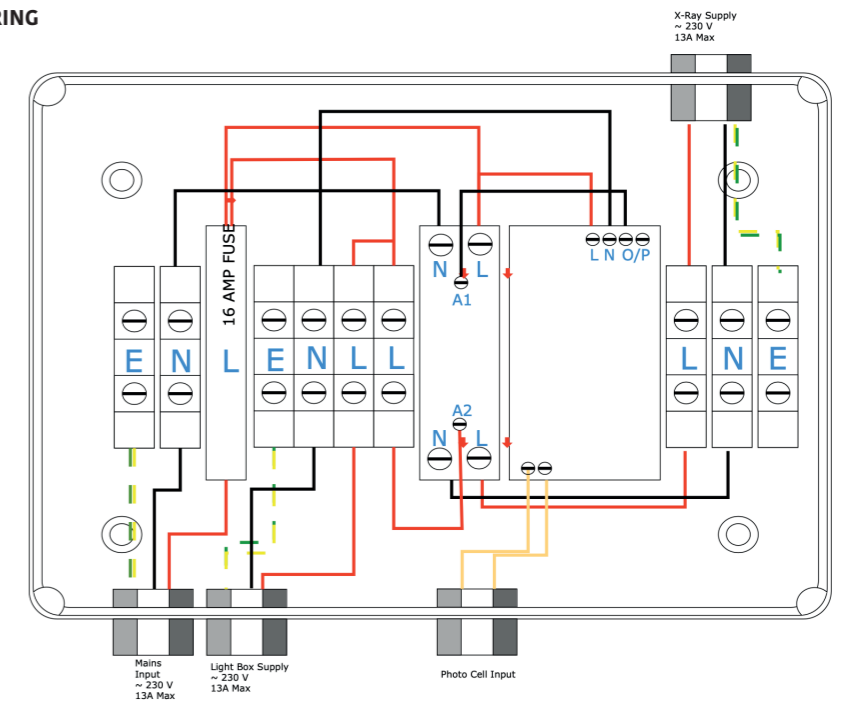 RING
X-Ray Supply
~ 230 V
13A Max
16 AMP FUSE
N L
L N O/P
A1
E N L E N L L
L N E
A2
N L
Mains
Input
~ 230 V
13A Max
Light Box Supply
~ 230 V
13A Max
Photo Cell Input